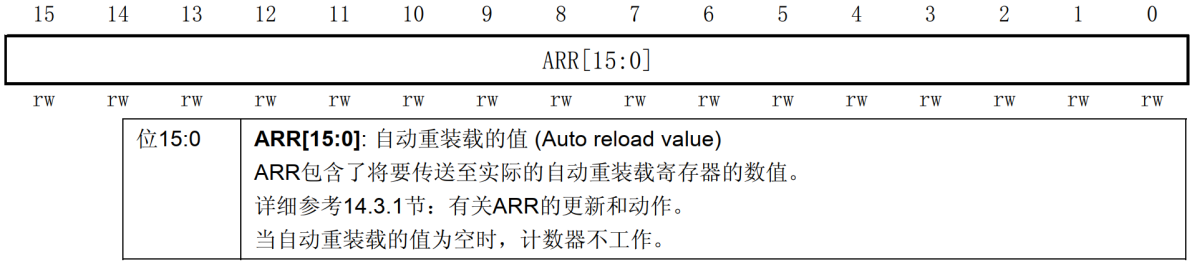 15 14 13 12 11 10 9 8 7 6 5 4 3 2 1 0
ARR[15:0]
rw rw rw rw rw rw rw rw rw rw rw rw rw rw rw rw
位15:0 ARR[15:0]: 自动重装载的值 (Auto reload value)
ARR包含了将要传送至实际的自动重装载寄存器的数值。
详细参考14.3.1节：有关ARR的更新和动作。
当自动重装载的值为空时，计数器不工作。